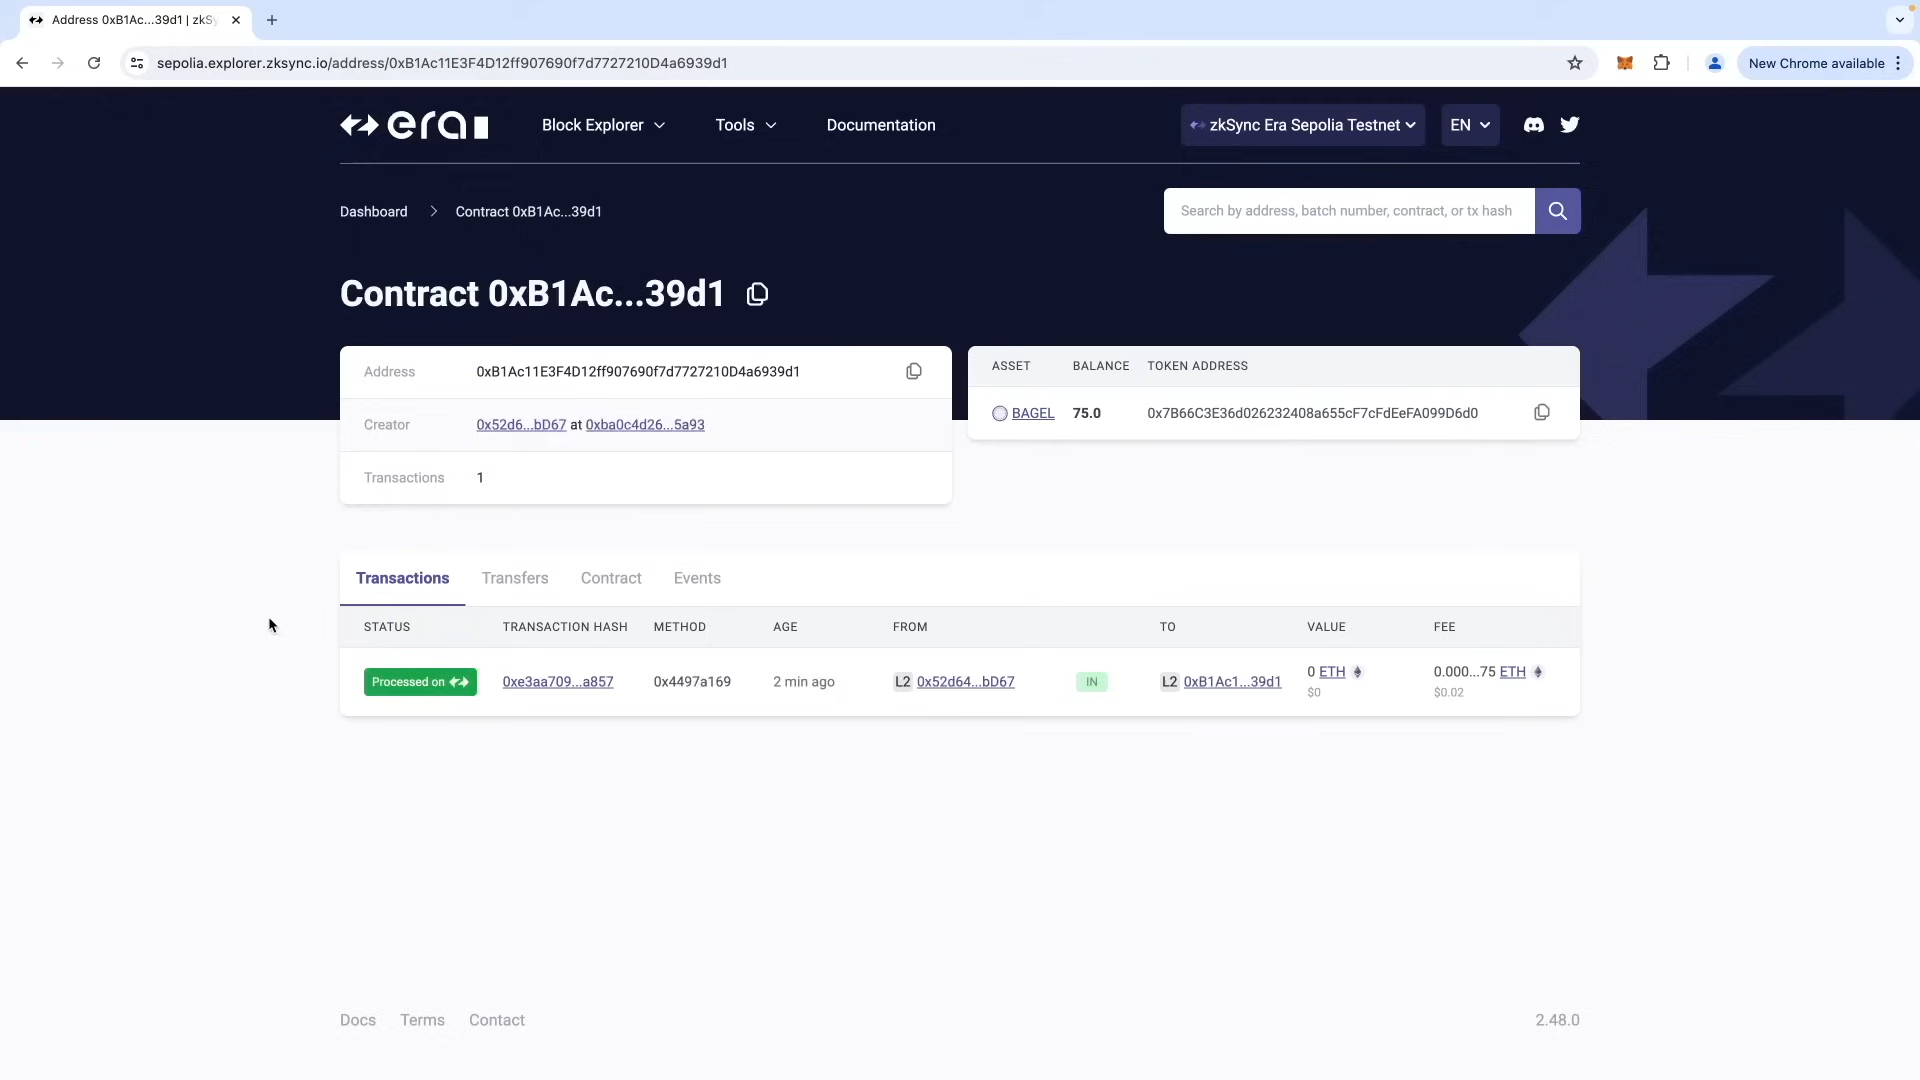 Address 0xB1Ac...39d1 | zkSy
sepolia.explorer.zksync.io/address/0xB1Ac11E3F4D12ff907690f7d7727210D4a6939d1
New Chrome available
era
Block Explorer
Tools
Documentation
zkSync Era Sepolia Testnet
EN
Dashboard
Contract 0xB1Ac...39d1
Search by address, batch number, contract, or tx hash
Contract 0xB1Ac...39d1
Address 0xB1Ac11E3F4D12ff907690f7d7727210D4a6939d1
Creator 0x52d6...bD67 at 0xba0c4d26...5a93
Transactions 1
ASSET BALANCE TOKEN ADDRESS
BAGEL 75.0 0x7B66C3E36d026232408a655cF7cFdEeFA099D6d0
Transactions Transfers Contract Events
STATUS TRANSACTION HASH METHOD AGE FROM TO VALUE FEE
Processed on 0xe3aa709...a857 0x4497a169 2 min ago L2 0x52d64...bD67 IN L2 0xB1Ac1...39d1 0 ETH 0.000...75 ETH
$0 $0.02
Docs Terms Contact 2.48.0